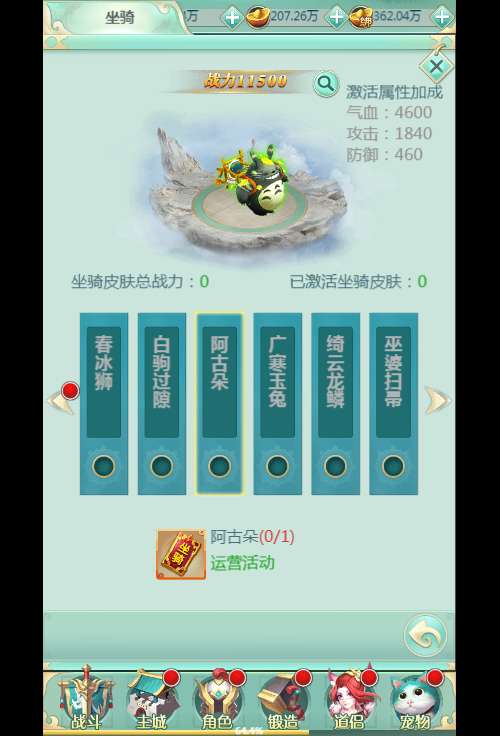 坐骑
万
207.26万
绑
362.04万
战力11500
激活属性加成
气血：4600
攻击：1840
防御：460
坐骑皮肤总战力：0
已激活坐骑皮肤：0
春冰狮
白驹过隙
阿古朵
广寒玉兔
绮云龙鳞
巫婆扫帚
坐骑
阿古朵(0/1)
运营活动
战斗
主城
角色
锻造
道侣
宠物